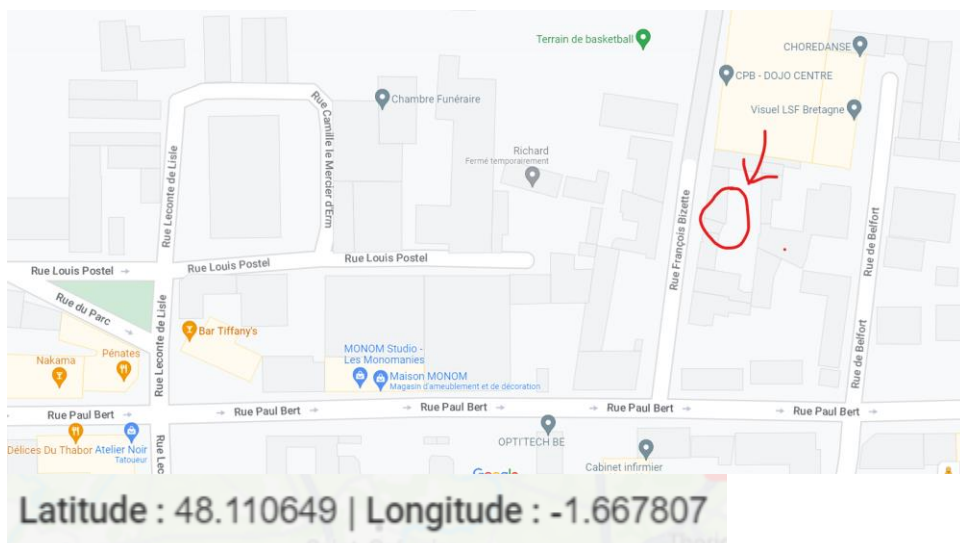 Terrain de basketball
CHOREDANSE
CPB - DOJO CENTRE
Visuel LSF Bretagne
Chambre Funéraire
Richard
Fermé temporairement
Rue Camille le Mercier d'Erm
Rue Leconte de Lisle
Rue François Bizette
Rue de Belfort
Rue Louis Postel
Rue Louis Postel
Rue Louis Postel
Rue du Parc
Rue Leconte de Lisle
Bar Tiffany's
Rue de Belfort
Nakama
Pénates
MONOM Studio -
Les Monomanies
Maison MONOM
Magasin d'ameublement et de décoration
Rue Paul Bert
Rue Paul Bert
Rue Paul Bert
Rue Paul Bert
Rue Paul Bert
Délices Du Thabor
Atelier Noir
Tatoueur
Rue Lec
OPTITECH BE
Cabinet infirmier
Google
Latitude : 48.110649 | Longitude : -1.667807